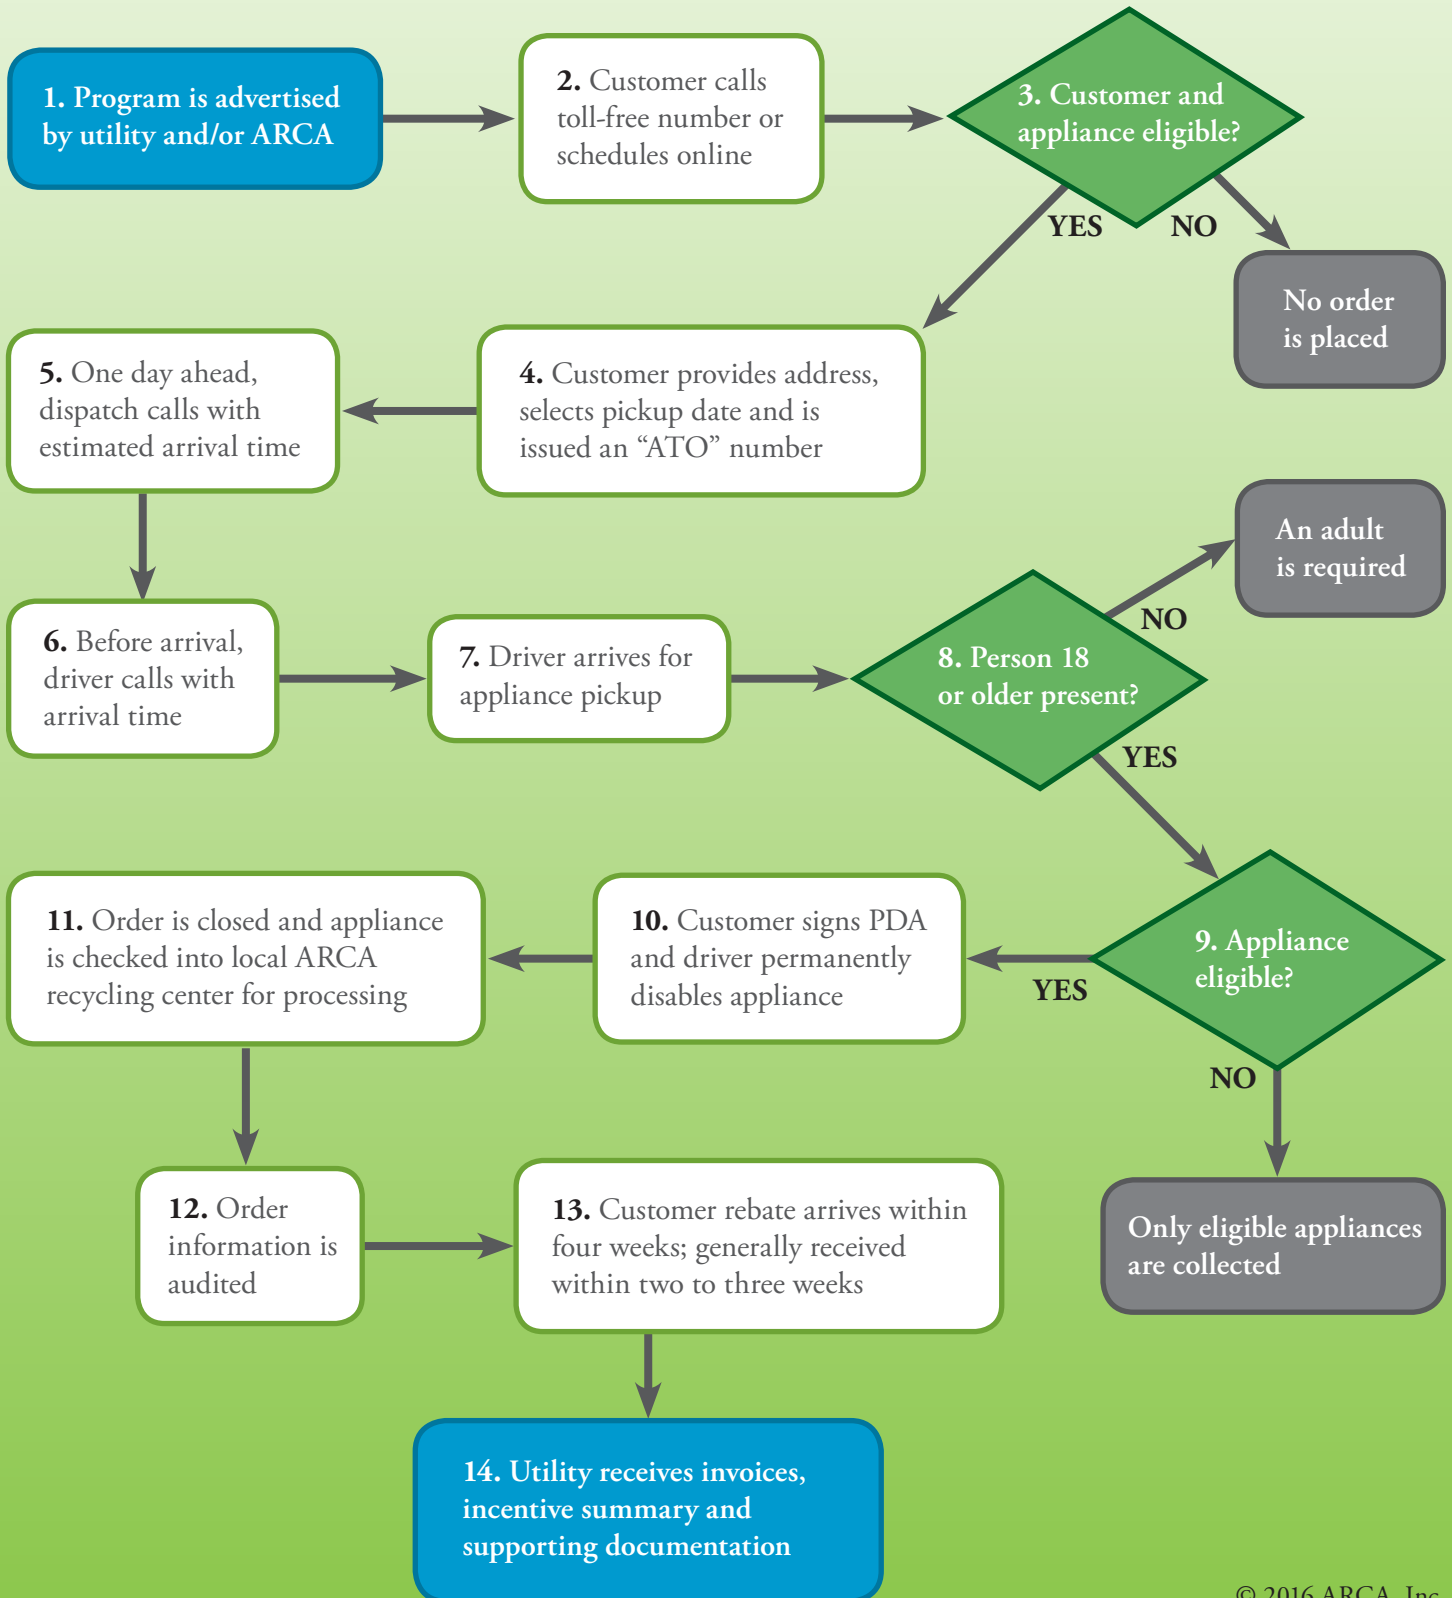 1. Program is advertised
by utility and/or ARCA
2. Customer calls
toll-free number or
schedules online
3. Customer and
appliance eligible?
YES
NO
No order
is placed
4. Customer provides address,
selects pickup date and is
issued an “ATO” number
5. One day ahead,
dispatch calls with
estimated arrival time
6. Before arrival,
driver calls with
arrival time
7. Driver arrives for
appliance pickup
8. Person 18
or older present?
NO
An adult
is required
YES
9. Appliance
eligible?
YES
NO
Only eligible appliances
are collected
10. Customer signs PDA
and driver permanently
disables appliance
11. Order is closed and appliance
is checked into local ARCA
recycling center for processing
12. Order
information is
audited
13. Customer rebate arrives within
four weeks; generally received
within two to three weeks
14. Utility receives invoices,
incentive summary and
supporting documentation
© 2016 ARCA, Inc.